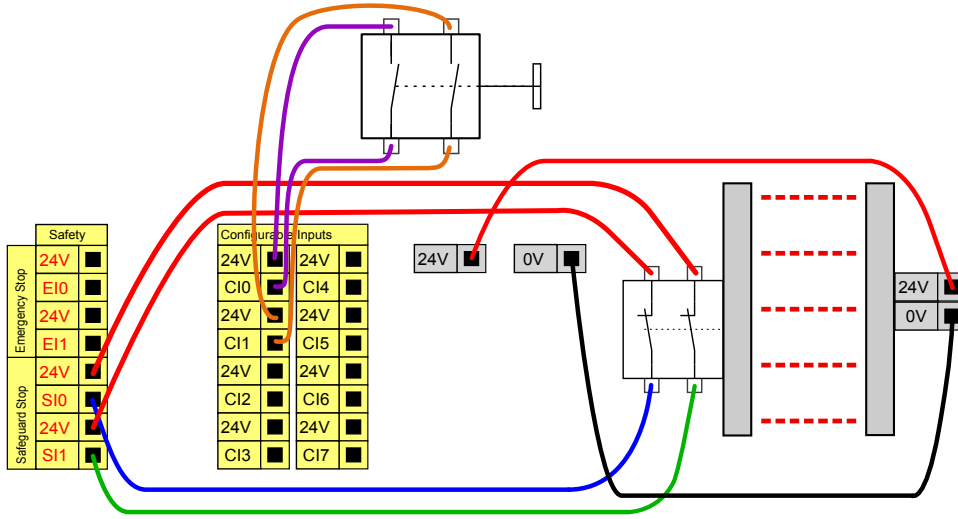 Safety
Emergency Stop
24V
EI0
24V
EI1
Safeguard Stop
24V
SI0
24V
SI1
Configurable Inputs
24V 24V
CI0 CI4
24V 24V
CI1 CI5
24V 24V
CI2 CI6
24V 24V
CI3 CI7
24V
0V
24V
0V